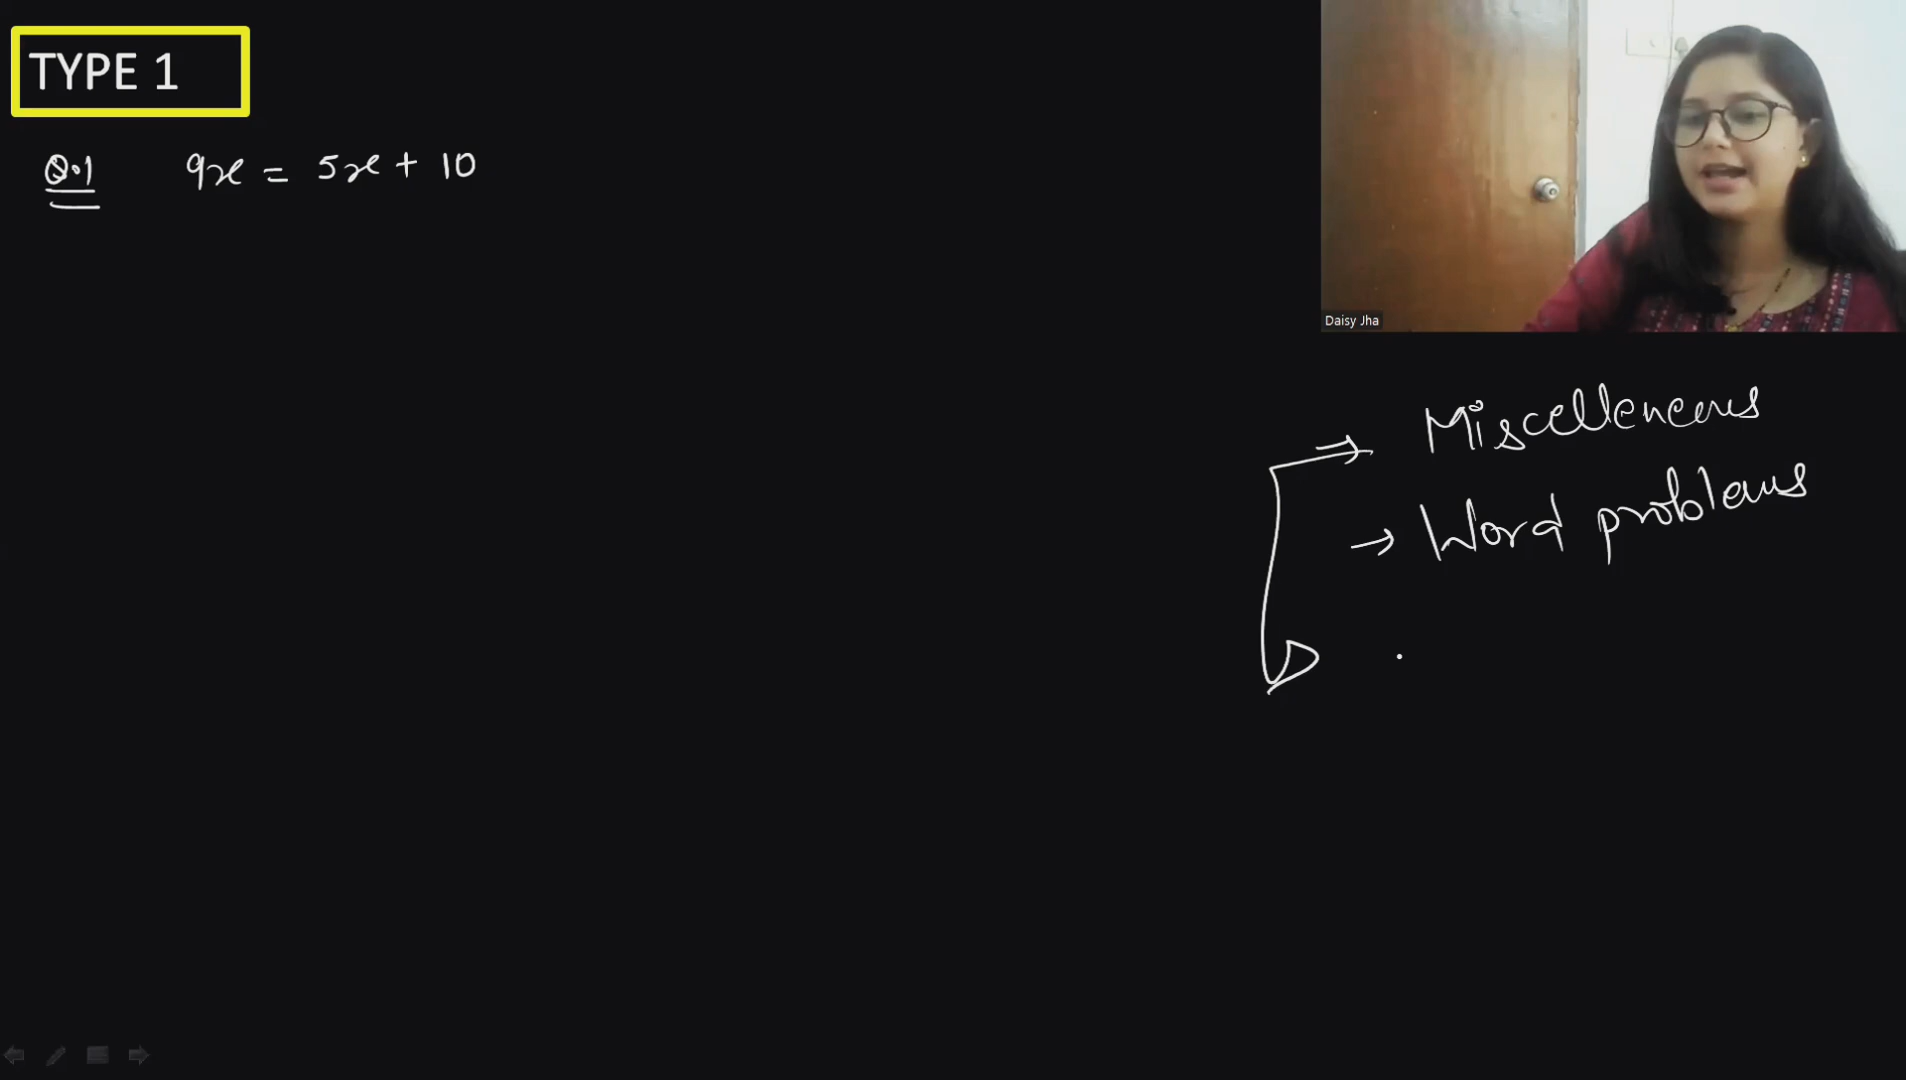 TYPE 1
Q.1 9x = 5x + 10
Daisy Jha
→ Miscelleneous
→ Word problems